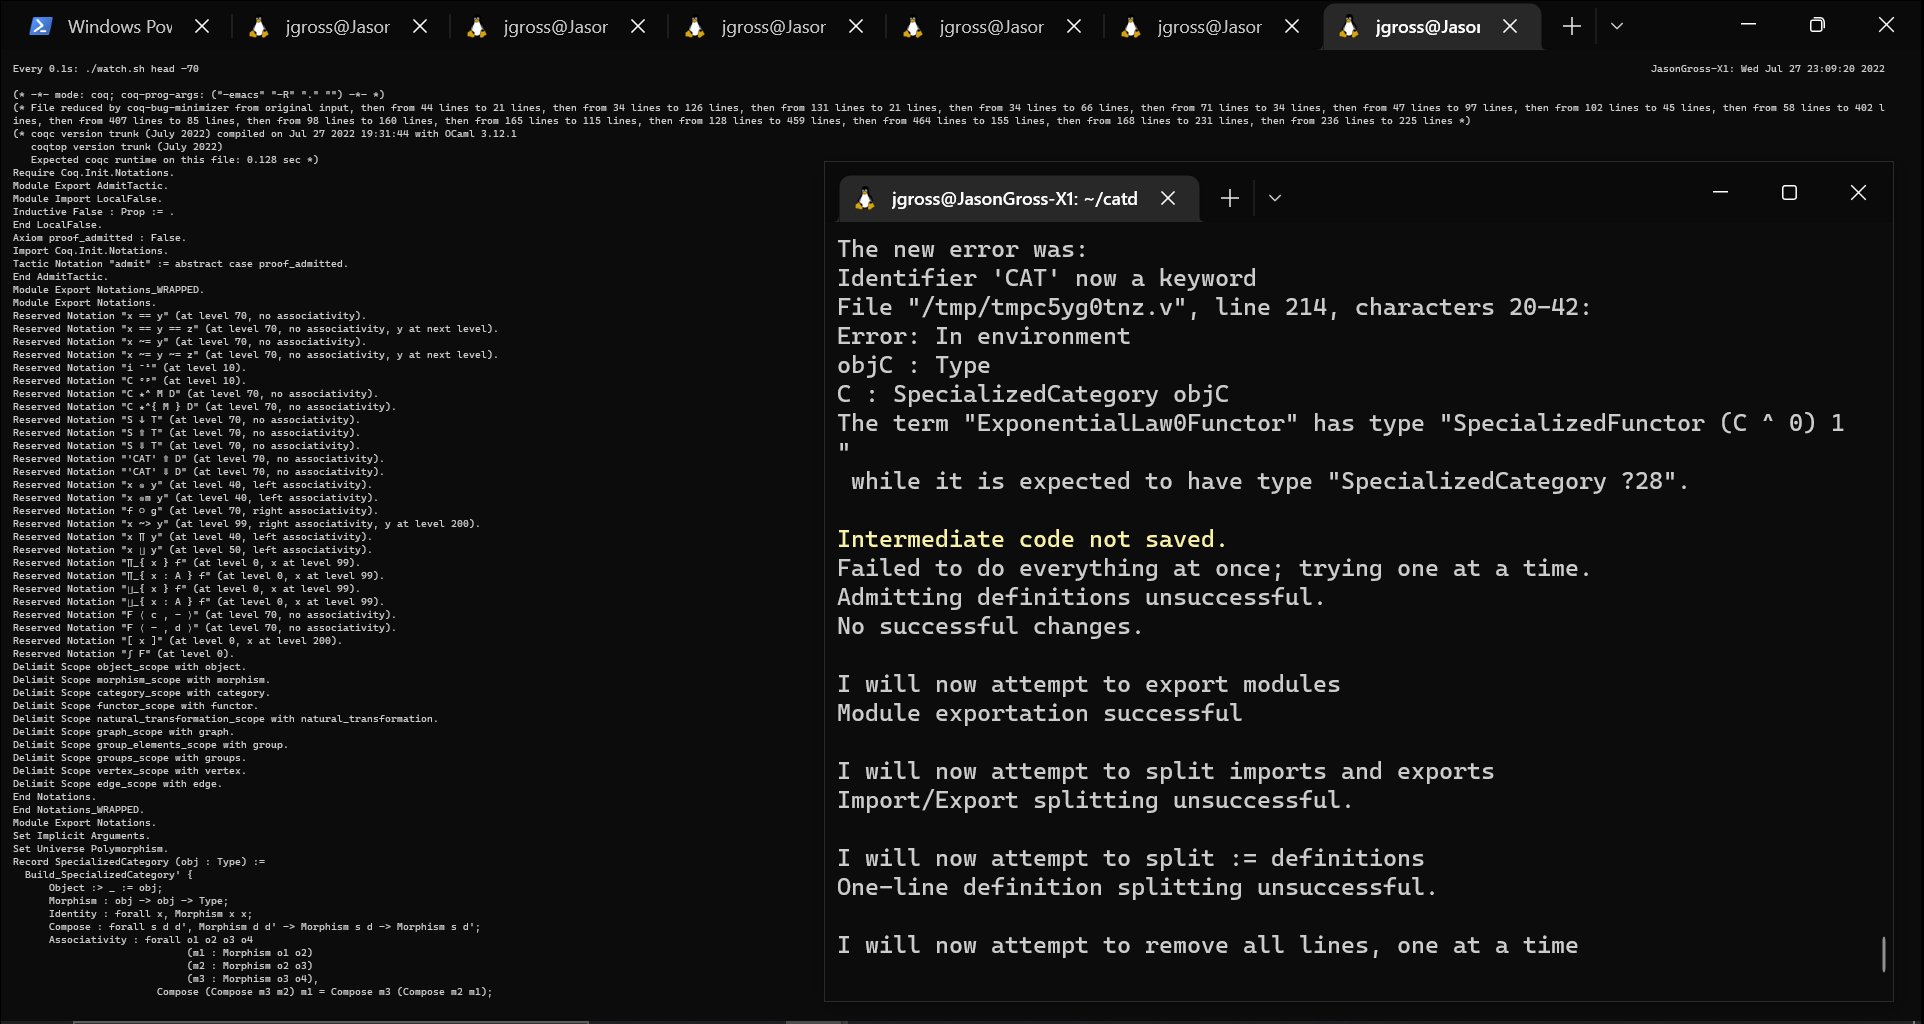 Windows Pov
jgross@Jasor
jgross@Jasor
jgross@Jasor
jgross@Jasor
jgross@Jasor
jgross@Jasor
Every 0.1s: ./watch.sh head -70
JasonGross-X1: Wed Jul 27 23:09:20 2022
(* -*- mode: coq; coq-prog-args: ("-emacs" "-R" "." "") -*- *)
(* File reduced by coq-bug-minimizer from original input, then from 44 lines to 21 lines, then from 34 lines to 126 lines, then from 131 lines to 21 lines, then from 34 lines to 66 lines, then from 71 lines to 34 lines, then from 47 lines to 97 lines, then from 102 lines to 45 lines, then from 58 lines to 402 l
ines, then from 407 lines to 85 lines, then from 98 lines to 160 lines, then from 165 lines to 115 lines, then from 128 lines to 459 lines, then from 464 lines to 155 lines, then from 168 lines to 231 lines, then from 236 lines to 225 lines *)
(* coqc version trunk (July 2022) compiled on Jul 27 2022 19:31:44 with OCaml 3.12.1
coqtop version trunk (July 2022)
Expected coqc runtime on this file: 0.128 sec *)
Require Coq.Init.Notations.
Module Export AdmitTactic.
Module Import LocalFalse.
Inductive False : Prop := .
End LocalFalse.
Axiom proof_admitted : False.
Import Coq.Init.Notations.
Tactic Notation "admit" := abstract case proof_admitted.
End AdmitTactic.
Module Export Notations_WRAPPED.
Module Export Notations.
Reserved Notation "x == y" (at level 70, no associativity).
Reserved Notation "x == y == z" (at level 70, no associativity, y at next level).
Reserved Notation "x ~= y" (at level 70, no associativity).
Reserved Notation "x ~= y ~= z" (at level 70, no associativity, y at next level).
Reserved Notation "i ⁻¹" (at level 10).
Reserved Notation "C ᵒᵖ" (at level 10).
Reserved Notation "C ★^ M D" (at level 70, no associativity).
Reserved Notation "C ★^{ M } D" (at level 70, no associativity).
Reserved Notation "S ↓ T" (at level 70, no associativity).
Reserved Notation "S ⇑ T" (at level 70, no associativity).
Reserved Notation "S ⇓ T" (at level 70, no associativity).
Reserved Notation "'CAT' ⇑ D" (at level 70, no associativity).
Reserved Notation "'CAT' ⇓ D" (at level 70, no associativity).
Reserved Notation "x ⊗ y" (at level 40, left associativity).
Reserved Notation "x ⊗m y" (at level 40, left associativity).
Reserved Notation "f ○ g" (at level 70, right associativity).
Reserved Notation "x ~> y" (at level 99, right associativity, y at level 200).
Reserved Notation "x ∏ y" (at level 40, left associativity).
Reserved Notation "x ∐ y" (at level 50, left associativity).
Reserved Notation "∏_{ x } f" (at level 0, x at level 99).
Reserved Notation "∏_{ x : A } f" (at level 0, x at level 99).
Reserved Notation "∐_{ x } f" (at level 0, x at level 99).
Reserved Notation "∐_{ x : A } f" (at level 0, x at level 99).
Reserved Notation "F ⟨ c , − ⟩" (at level 70, no associativity).
Reserved Notation "F ⟨ − , d ⟩" (at level 70, no associativity).
Reserved Notation "[ x ]" (at level 0, x at level 200).
Reserved Notation "∫ F" (at level 0).
Delimit Scope object_scope with object.
Delimit Scope morphism_scope with morphism.
Delimit Scope category_scope with category.
Delimit Scope functor_scope with functor.
Delimit Scope natural_transformation_scope with natural_transformation.
Delimit Scope graph_scope with graph.
Delimit Scope group_elements_scope with group.
Delimit Scope groups_scope with groups.
Delimit Scope vertex_scope with vertex.
Delimit Scope edge_scope with edge.
End Notations.
End Notations_WRAPPED.
Module Export Notations.
Set Implicit Arguments.
Set Universe Polymorphism.
Record SpecializedCategory (obj : Type) :=
Build_SpecializedCategory' {
Object :> _ := obj;
Morphism : obj -> obj -> Type;
Identity : forall x, Morphism x x;
Compose : forall s d d', Morphism d d' -> Morphism s d -> Morphism s d';
Associativity : forall o1 o2 o3 o4
(m1 : Morphism o1 o2)
(m2 : Morphism o2 o3)
(m3 : Morphism o3 o4),
Compose (Compose m3 m2) m1 = Compose m3 (Compose m2 m1);
jgross@JasonGross-X1: ~/catd
The new error was:
Identifier 'CAT' now a keyword
File "/tmp/tmpc5yg0tnz.v", line 214, characters 20-42:
Error: In environment
objC : Type
C : SpecializedCategory objC
The term "ExponentialLaw0Functor" has type "SpecializedFunctor (C ^ 0) 1
"
while it is expected to have type "SpecializedCategory ?28".
Intermediate code not saved.
Failed to do everything at once; trying one at a time.
Admitting definitions unsuccessful.
No successful changes.
I will now attempt to export modules
Module exportation successful
I will now attempt to split imports and exports
Import/Export splitting unsuccessful.
I will now attempt to split := definitions
One-line definition splitting unsuccessful.
I will now attempt to remove all lines, one at a time